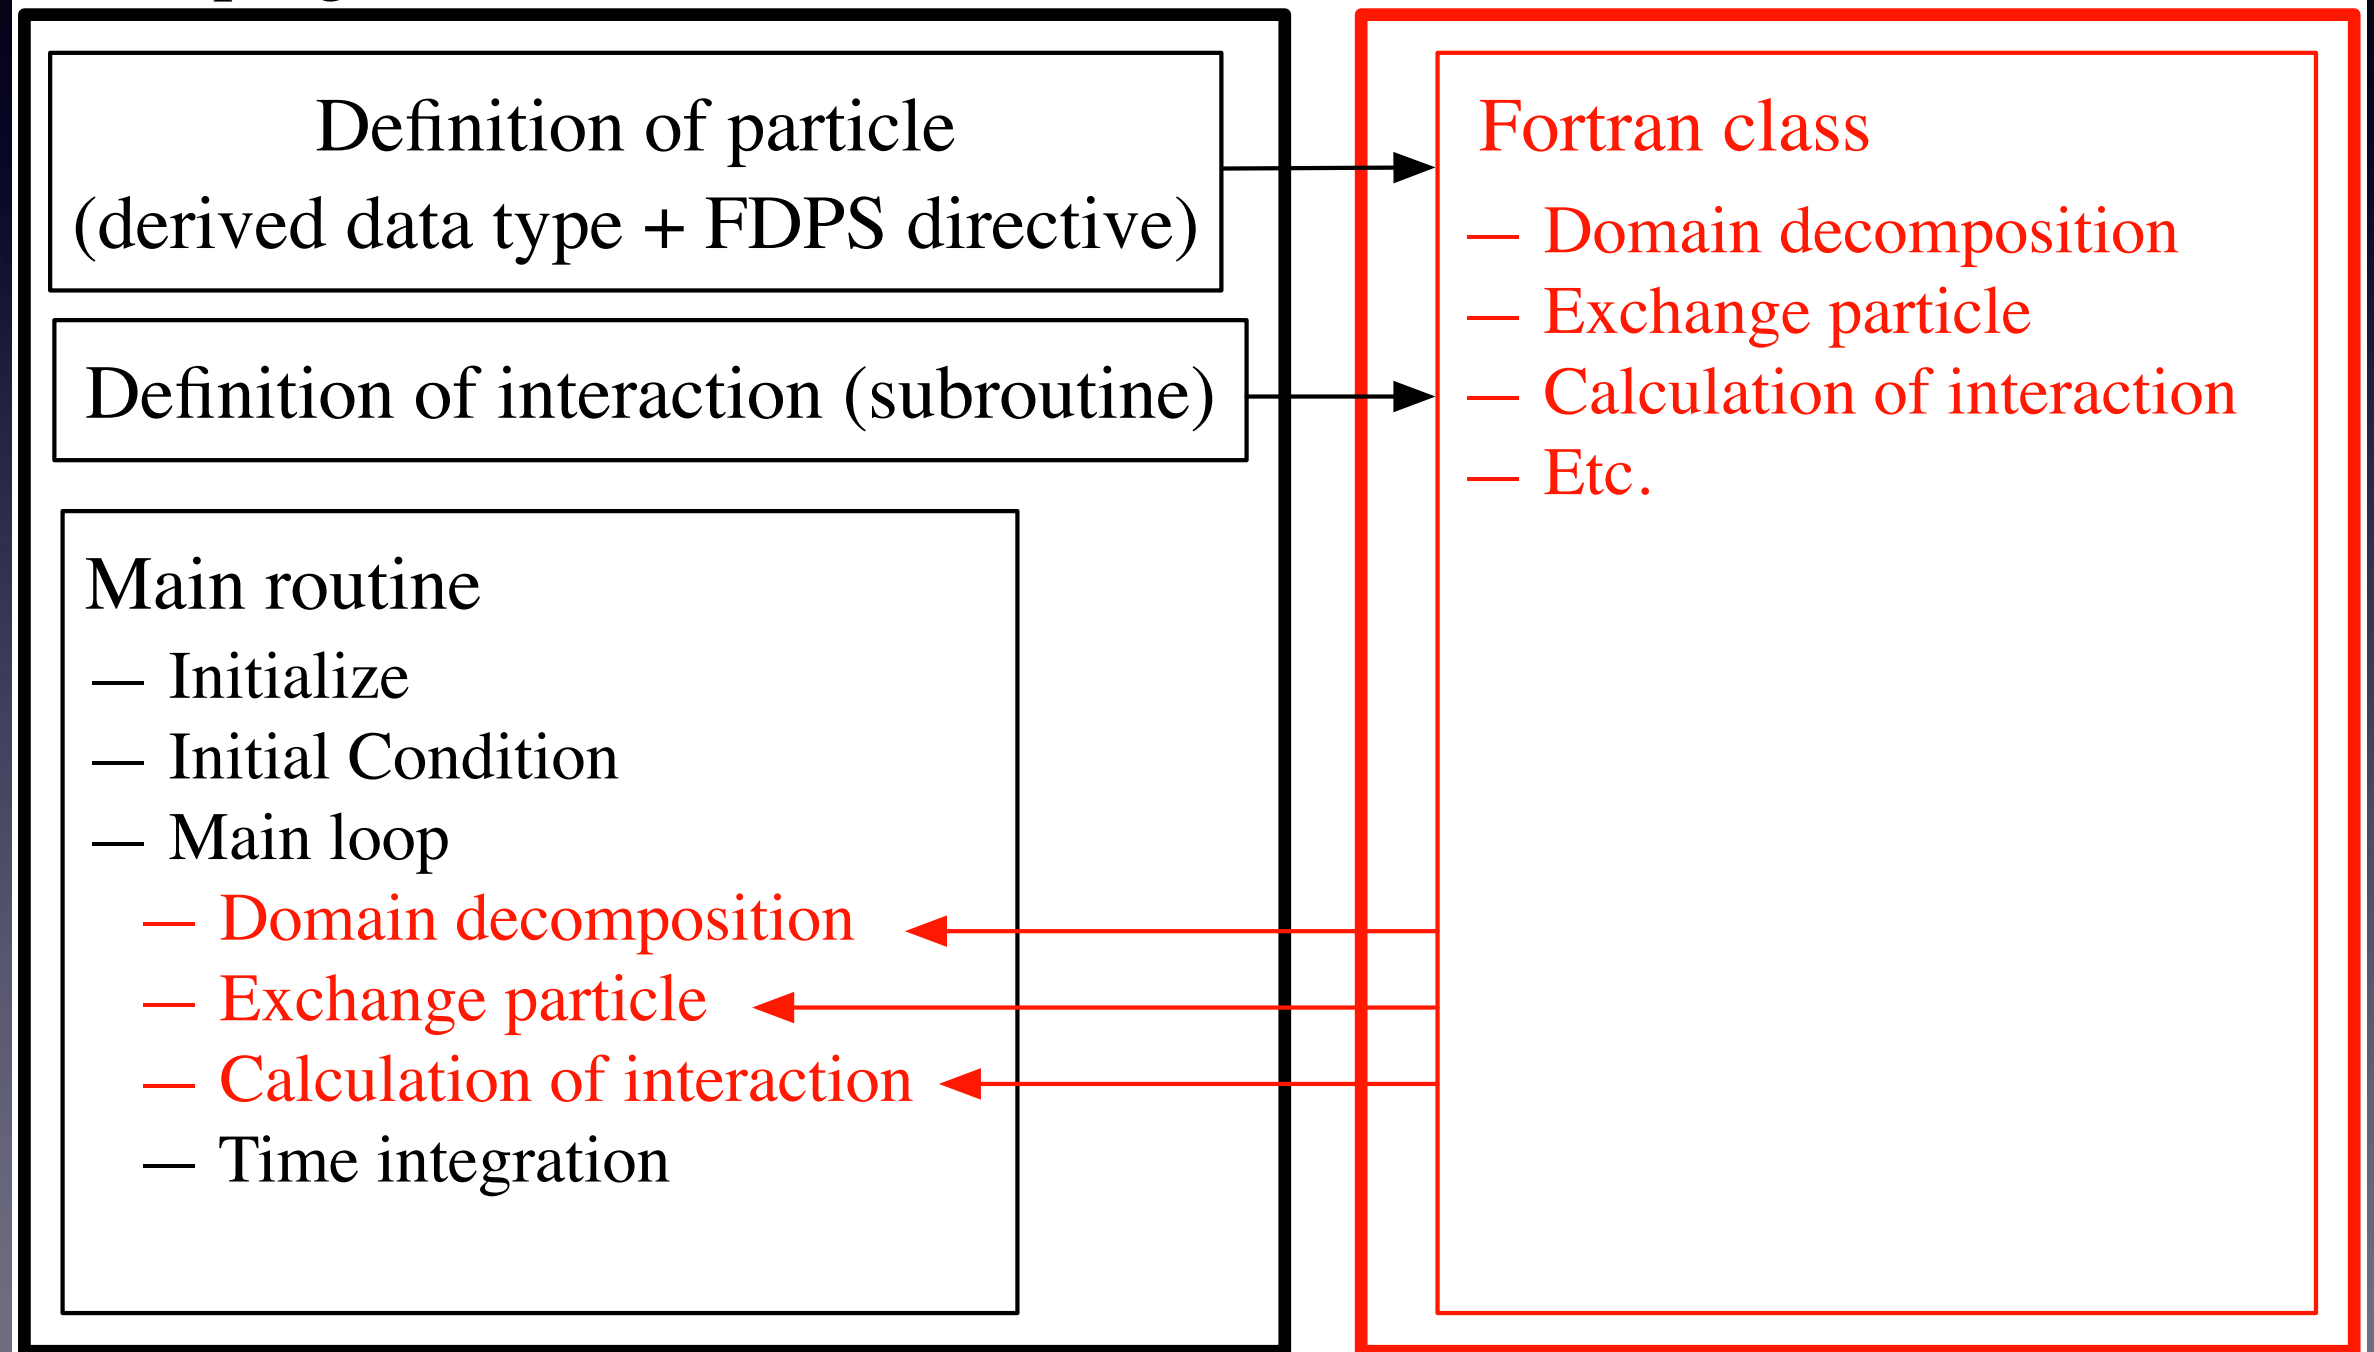 Definition of particle
(derived data type + FDPS directive)
Definition of interaction (subroutine)
Main routine
— Initialize
— Initial Condition
— Main loop
— Domain decomposition
— Exchange particle
— Calculation of interaction
— Time integration
Fortran class
— Domain decomposition
— Exchange particle
— Calculation of interaction
— Etc.